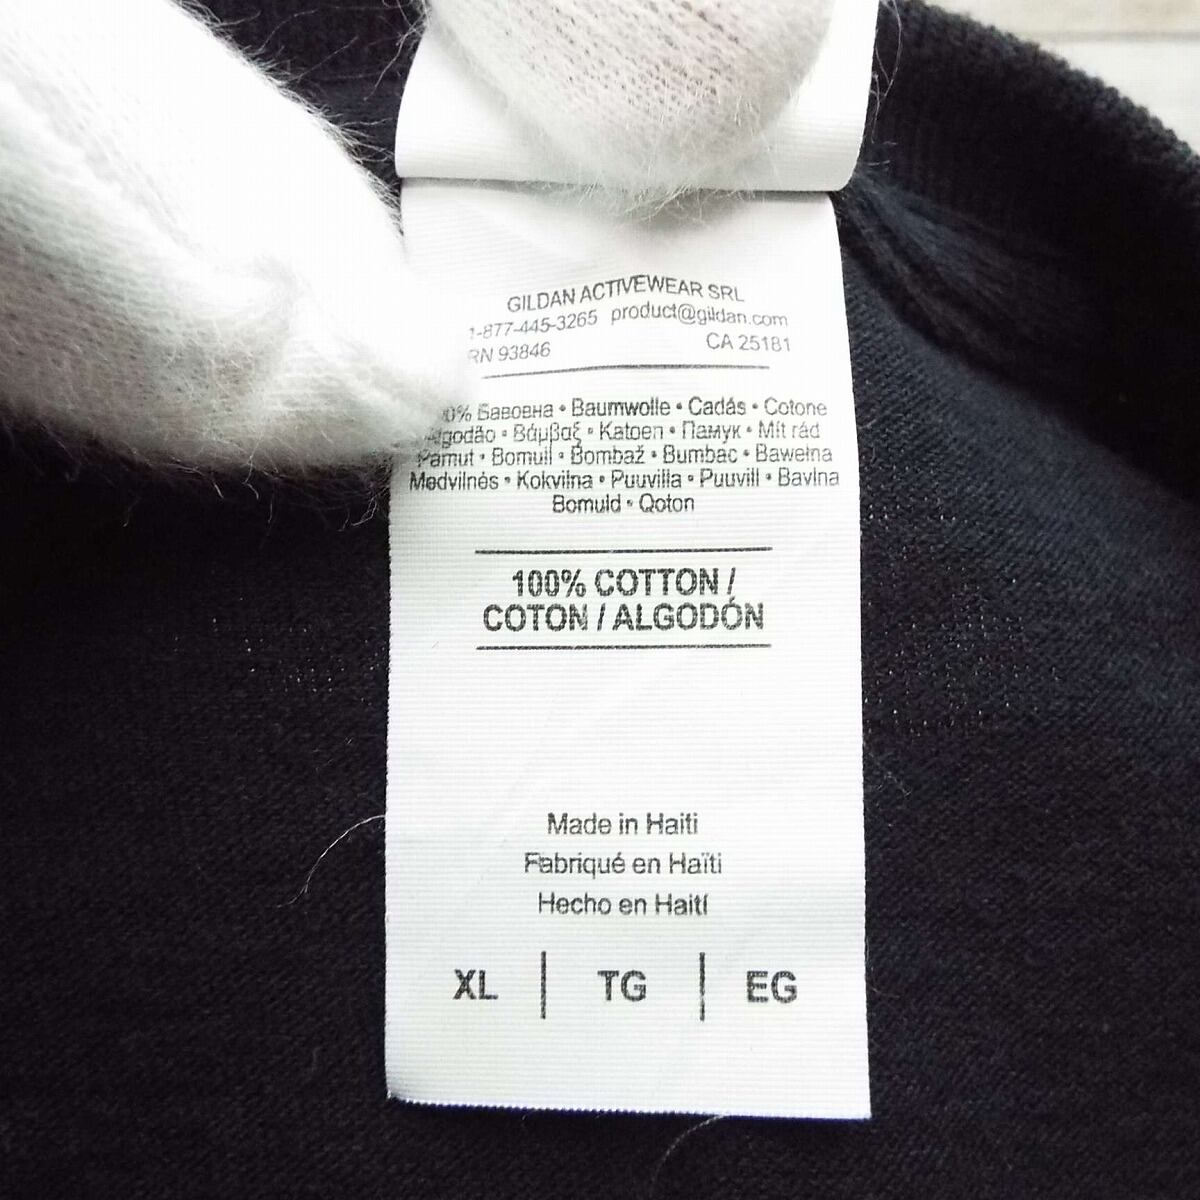 GILDAN ACTIVEWEAR SRL
1-877-445-3265 product@gildan.com
RN 93846 CA 25181
Бавовна • Baumwolle • Cadás • Cotone
Algodão • Βάμβαξ • Katoen • Памук • Mīt rád
Pamut • Bomull • Bombaž • Bumbac • Bawełna
Medvilnės • Kokvilna • Puuvilla • Puuvill • Bavlna
Bomuld • Qoton
100% COTTON /
COTON / ALGODÓN
Made in Haiti
Fabriqué en Haïti
Hecho en Haití
XL | TG | EG